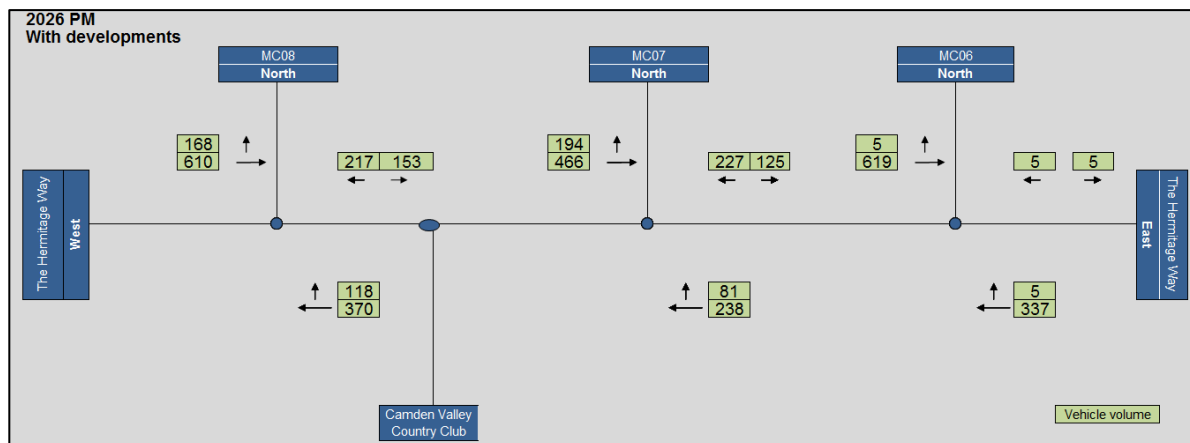 2026 PM
With developments
MC08
North
MC07
North
MC06
North
168
610
217 153
194
466
227 125
5
619
5 5
The Hermitage Way
West
East
The Hermitage Way
118
370
81
238
5
337
Camden Valley
Country Club
Vehicle volume